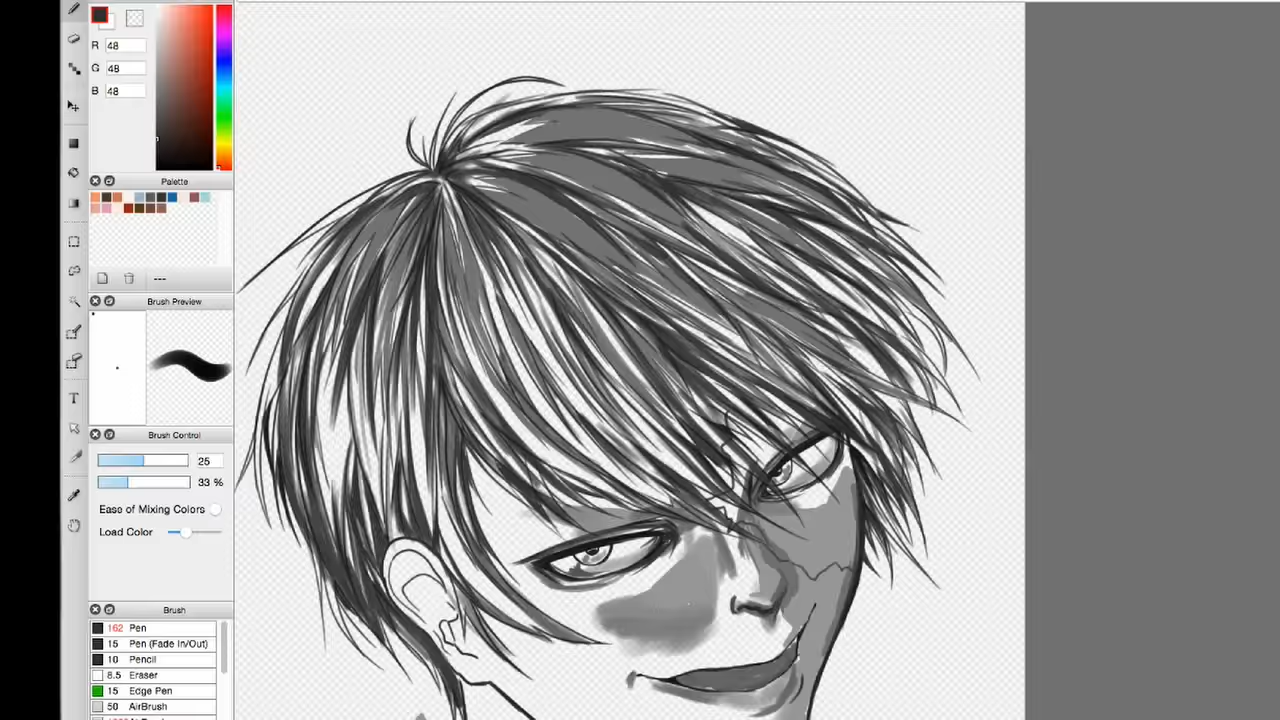 R 48
G 48
B 48
Palette
---
Brush Preview
T
Brush Control
25
33 %
Ease of Mixing Colors
Load Color
Brush
162 Pen
15 Pen (Fade In/Out)
10 Pencil
8.5 Eraser
15 Edge Pen
50 AirBrush